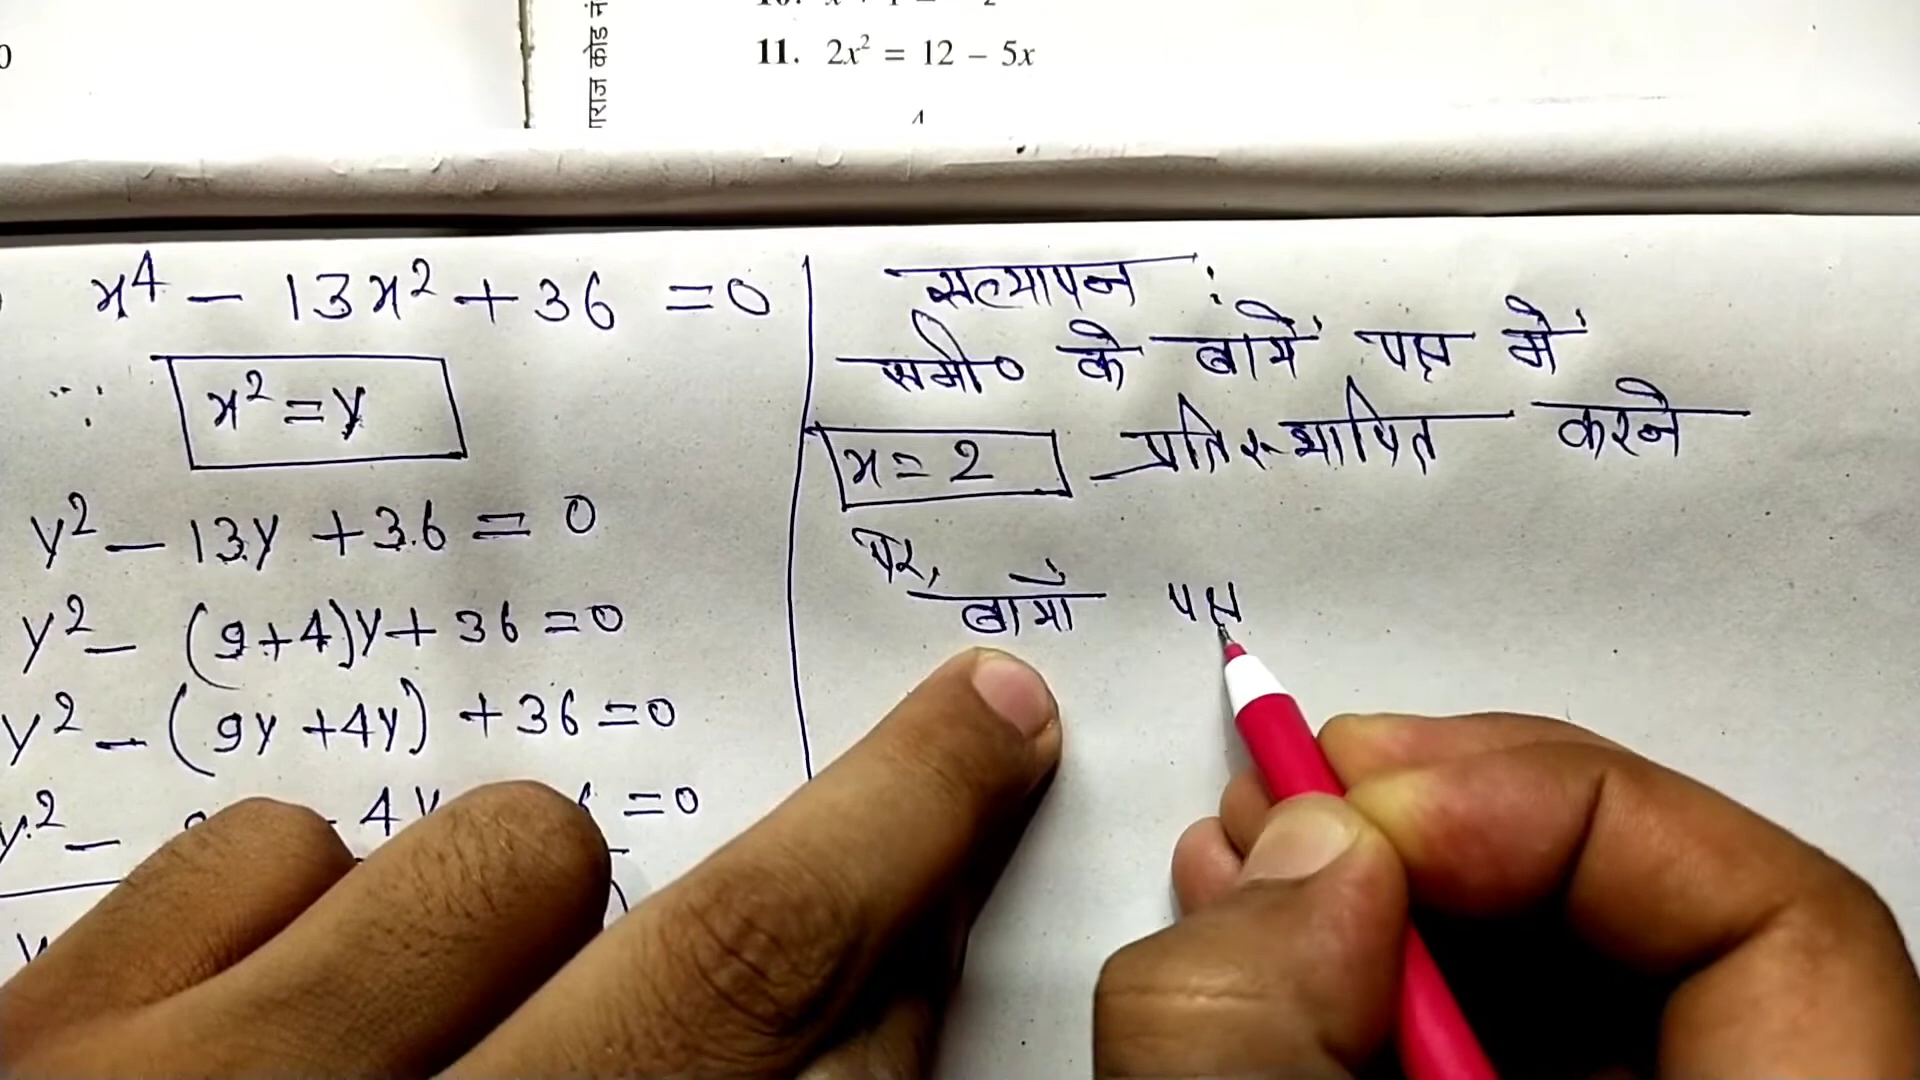 11. 2x² = 12 – 5x
x⁴ – 13x² + 36 = 0
∵ x² = y
y² – 13y + 36 = 0
y² – (9+4)y + 36 = 0
y² – (9y + 4y) + 36 = 0
सत्यापन :
समी० के बायें पक्ष में
x = 2 प्रतिस्थापित करने
पर,
बायाँ पक्ष